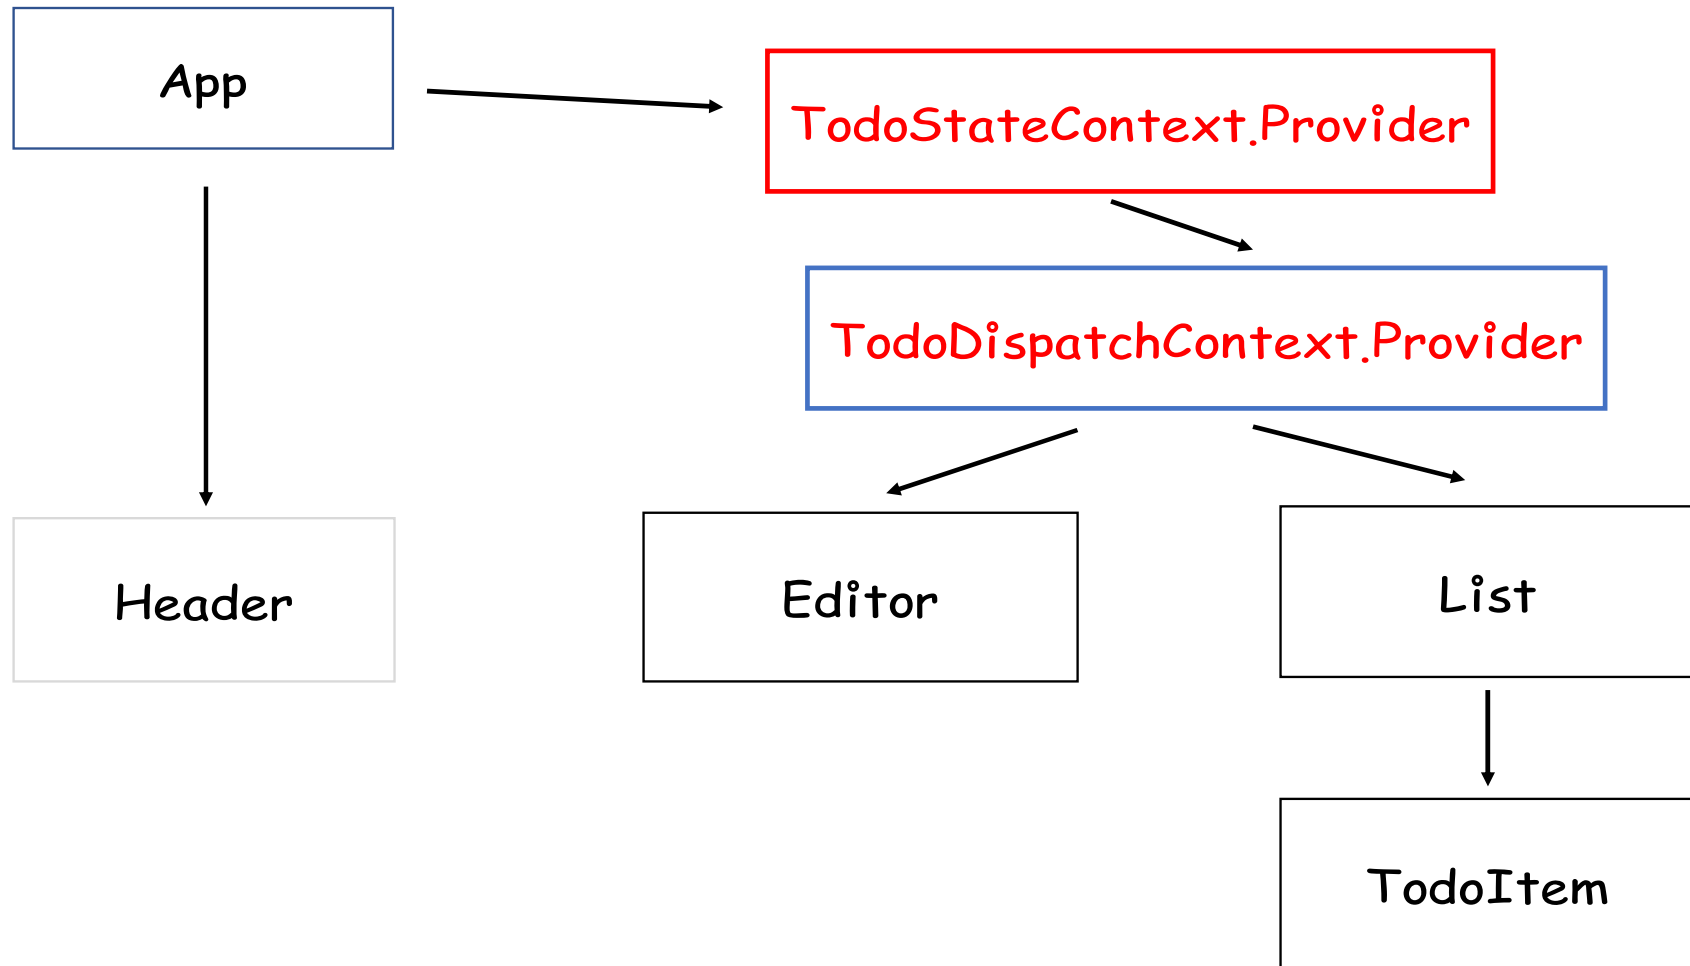 App
TodoStateContext.Provider
TodoDispatchContext.Provider
Header
Editor
List
TodoItem